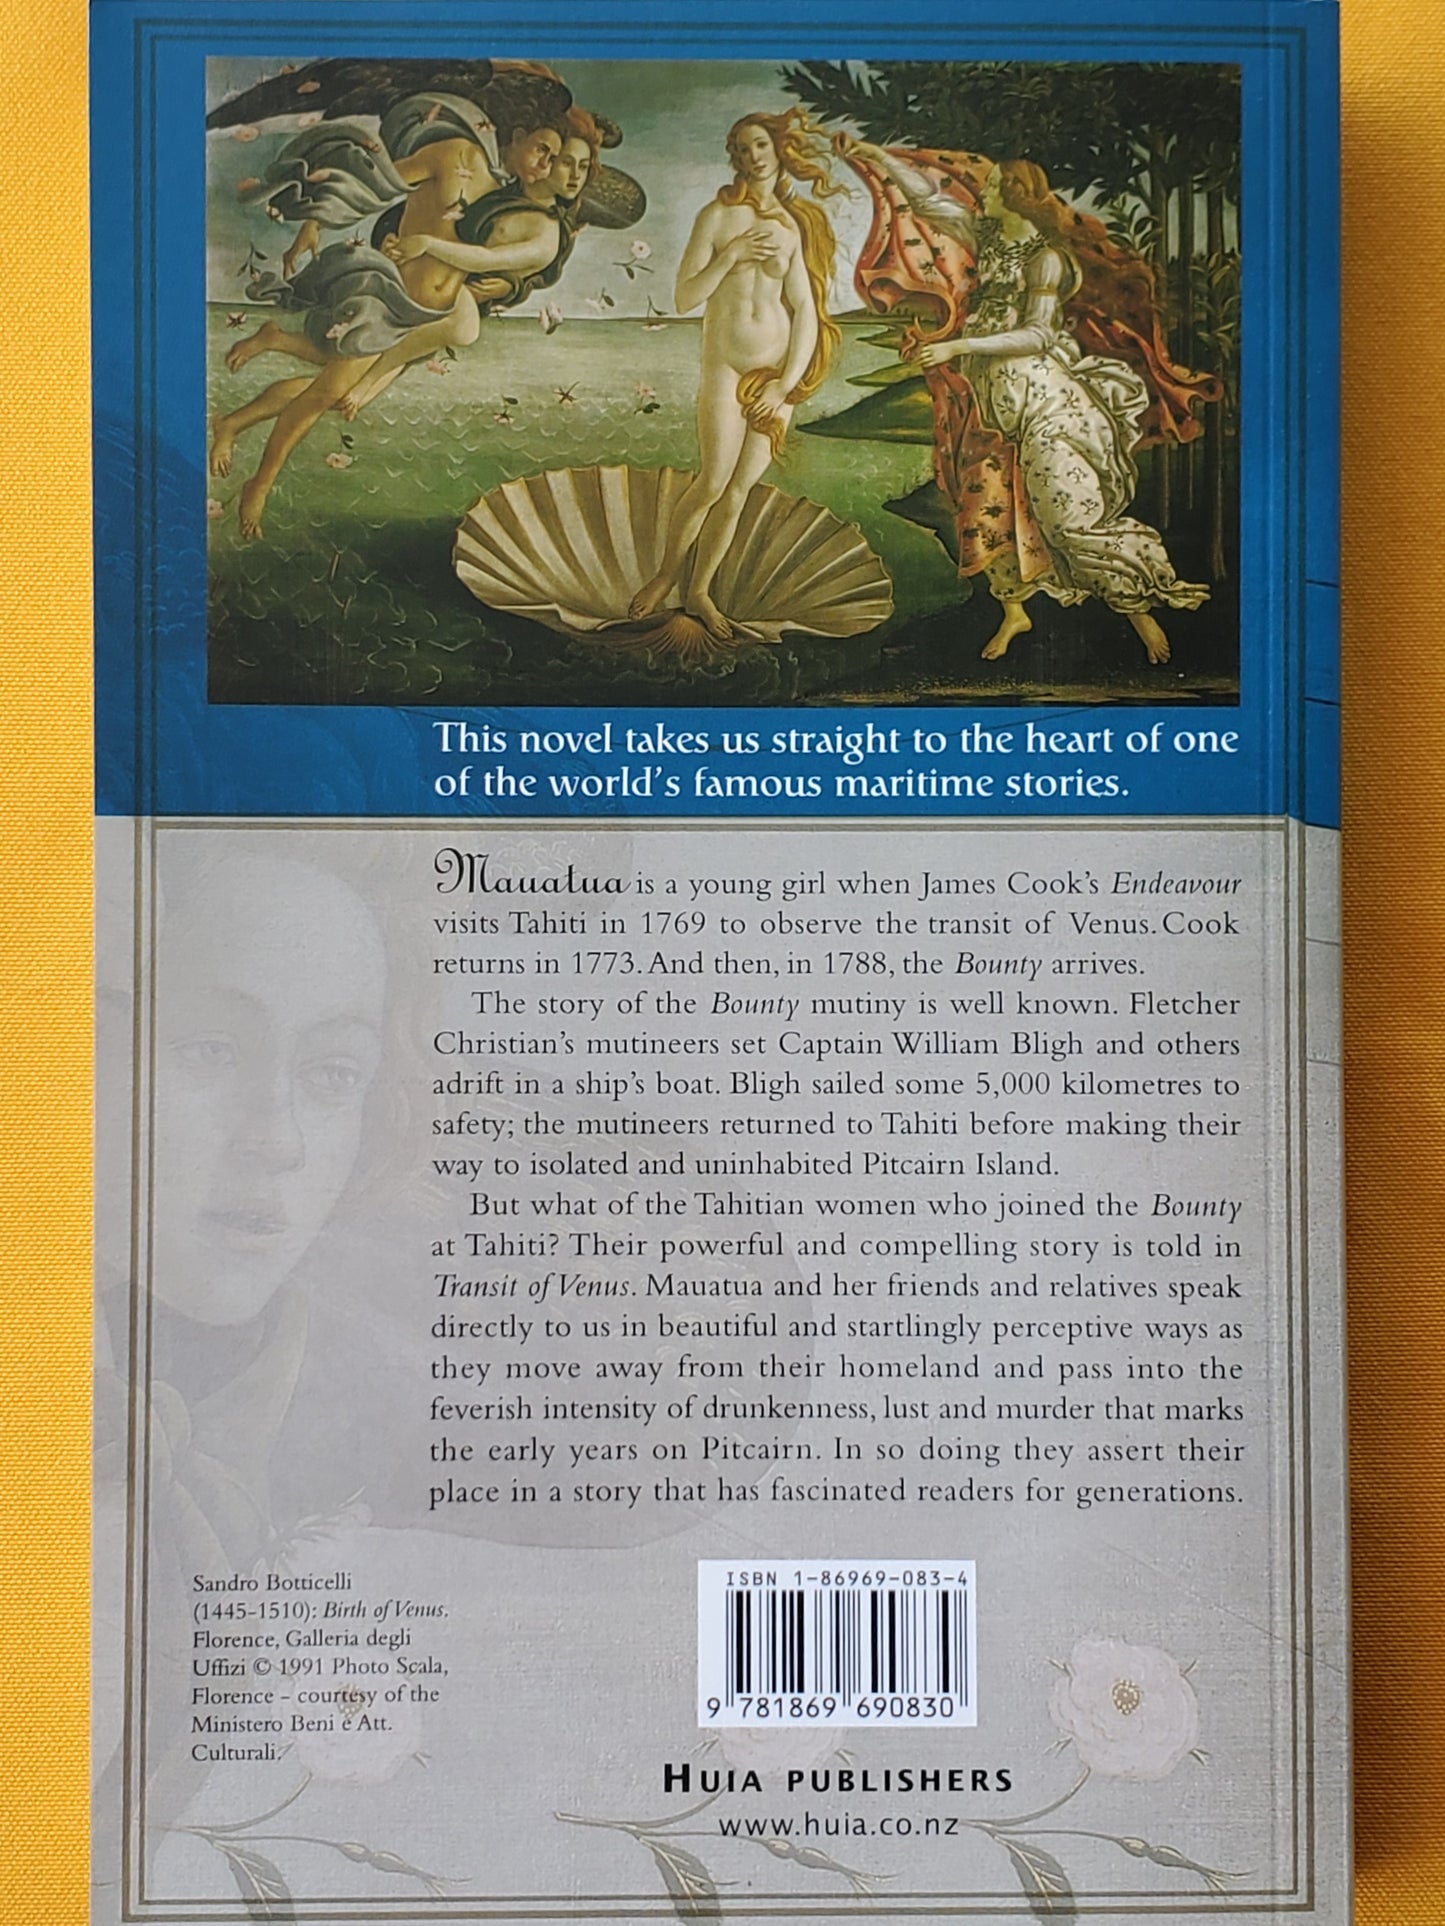 This novel takes us straight to the heart of one
of the world's famous maritime stories.
Mauatua is a young girl when James Cook's Endeavour
visits Tahiti in 1769 to observe the transit of Venus. Cook
returns in 1773. And then, in 1788, the Bounty arrives.
The story of the Bounty mutiny is well known. Fletcher
Christian's mutineers set Captain William Bligh and others
adrift in a ship's boat. Bligh sailed some 5,000 kilometres to
safety; the mutineers returned to Tahiti before making their
way to isolated and uninhabited Pitcairn Island.
But what of the Tahitian women who joined the Bounty
at Tahiti? Their powerful and compelling story is told in
Transit of Venus. Mauatua and her friends and relatives speak
directly to us in beautiful and startlingly perceptive ways as
they move away from their homeland and pass into the
feverish intensity of drunkenness, lust and murder that marks
the early years on Pitcairn. In so doing they assert their
place in a story that has fascinated readers for generations.
Sandro Botticelli
(1445-1510): Birth of Venus.
Florence, Galleria degli
Uffizi © 1991 Photo Scala,
Florence – courtesy of the
Ministero Beni e Att.
Culturali.
ISBN 1-86969-083-4
9 781869 690830
HUIA PUBLISHERS
www.huia.co.nz